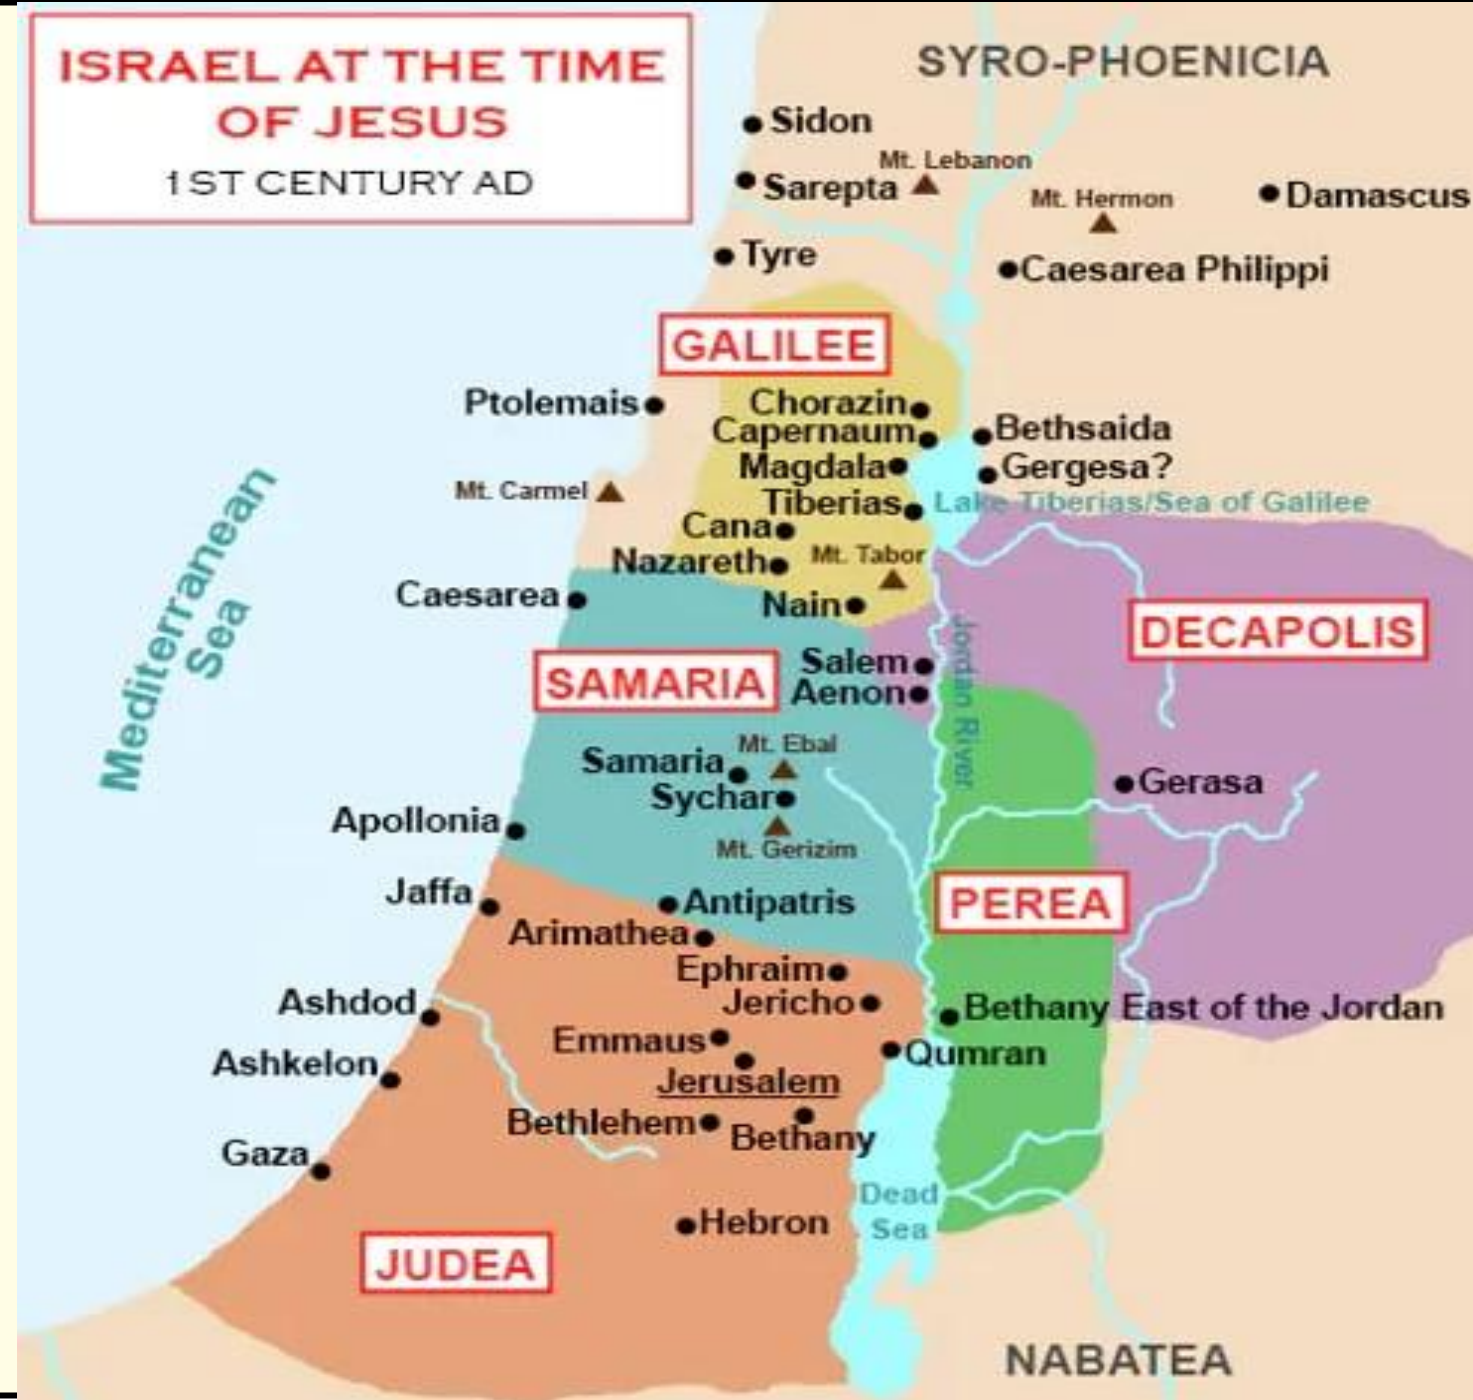 ISRAEL AT THE TIME
OF JESUS
1ST CENTURY AD
SYRO-PHOENICIA
Sidon
Mt. Lebanon
Sarepta
Mt. Hermon
Damascus
Tyre
Caesarea Philippi
GALILEE
Ptolemais
Chorazin
Capernaum
Bethsaida
Magdala
Gergesa?
Mt. Carmel
Tiberias
Lake Tiberias/Sea of Galilee
Cana
Nazareth
Mt. Tabor
Mediterranean
Sea
Caesarea
Nain
Jordan River
DECAPOLIS
SAMARIA
Salem
Aenon
Mt. Ebal
Samaria
Sychar
Gerasa
Apollonia
Mt. Gerizim
Jaffa
Antipatris
PEREA
Arimathea
Ephraim
Jericho
Ashdod
Bethany East of the Jordan
Emmaus
Qumran
Ashkelon
Jerusalem
Bethlehem
Bethany
Gaza
Dead
Sea
Hebron
JUDEA
NABATEA